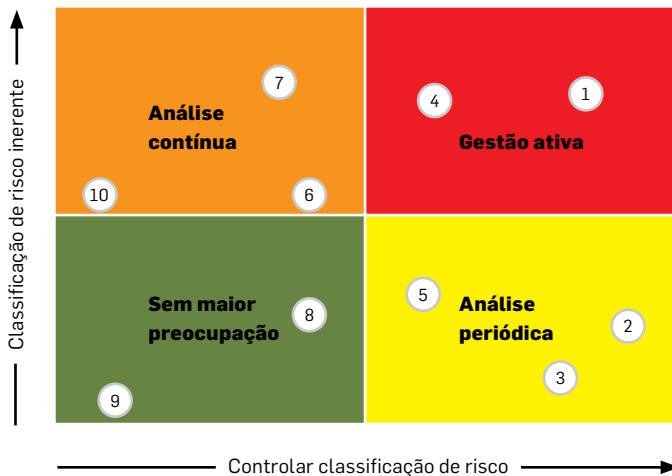 Classificação de risco inerente
7
Análise
contínua
10
6
4
1
Gestão ativa
Sem maior
preocupação
8
9
5
Análise
periódica
2
3
Controlar classificação de risco